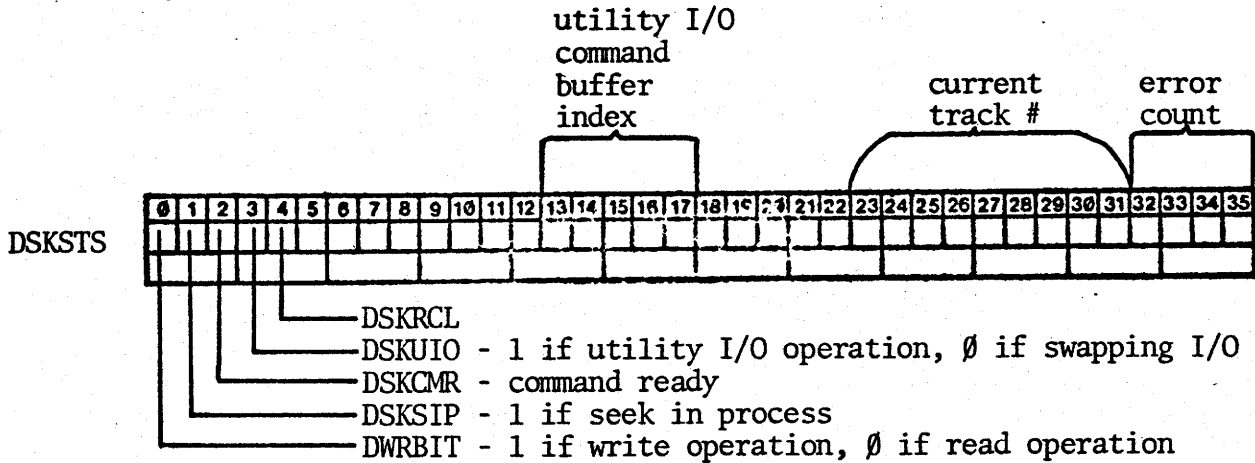 utility I/O
command
buffer
index
current
track #
error
count
0 1 2 3 4 5 6 7 8 9 10 11 12 13 14 15 16 17 18 19 20 21 22 23 24 25 26 27 28 29 30 31 32 33 34 35
DSKSTS
DSKRCL
DSKUIO - 1 if utility I/O operation, Ø if swapping I/O
DSKCMR - command ready
DSKSIP - 1 if seek in process
DWRBIT - 1 if write operation, Ø if read operation